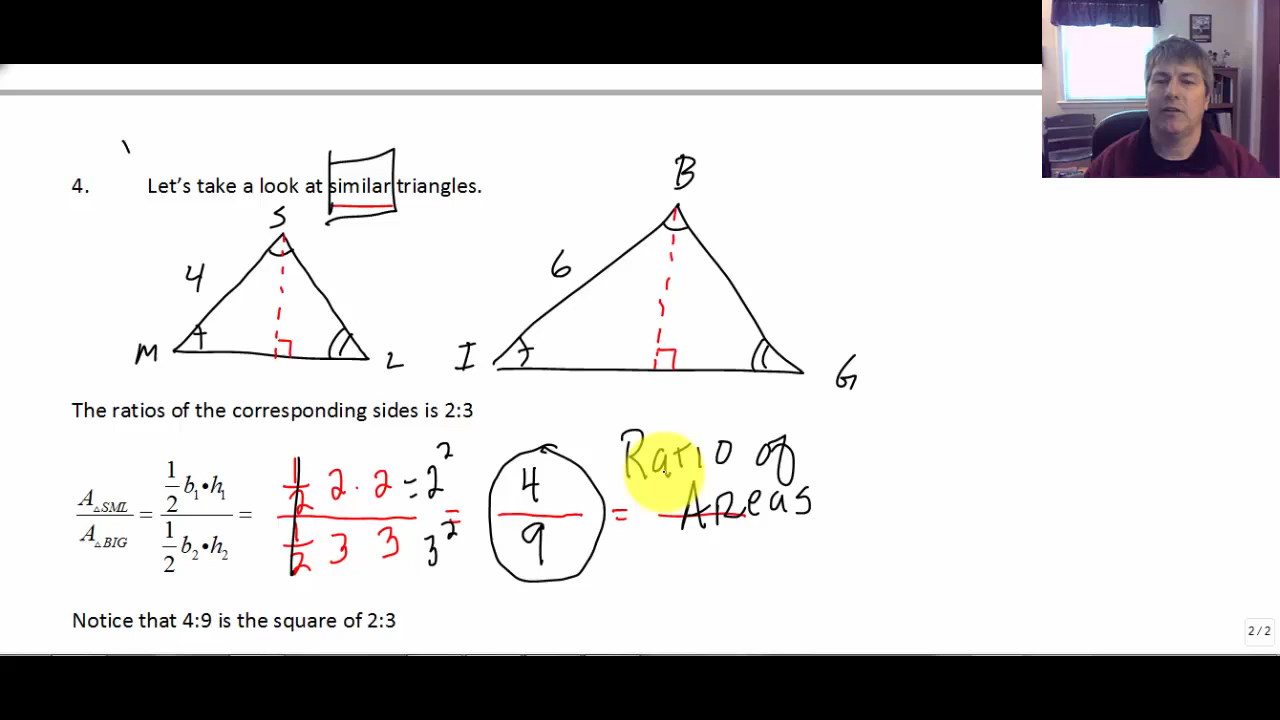 4. Let's take a look at similar triangles.
S
B
4
6
M
L
I
G
The ratios of the corresponding sides is 2:3
A△SML / A△BIG = 1/2 b₁•h₁ / 1/2 b₂•h₂ = 1/2 2 · 2 = 2² / 1/2 3 3 3² = 4/9 = Ratio of
Areas
Notice that 4:9 is the square of 2:3
2 / 2